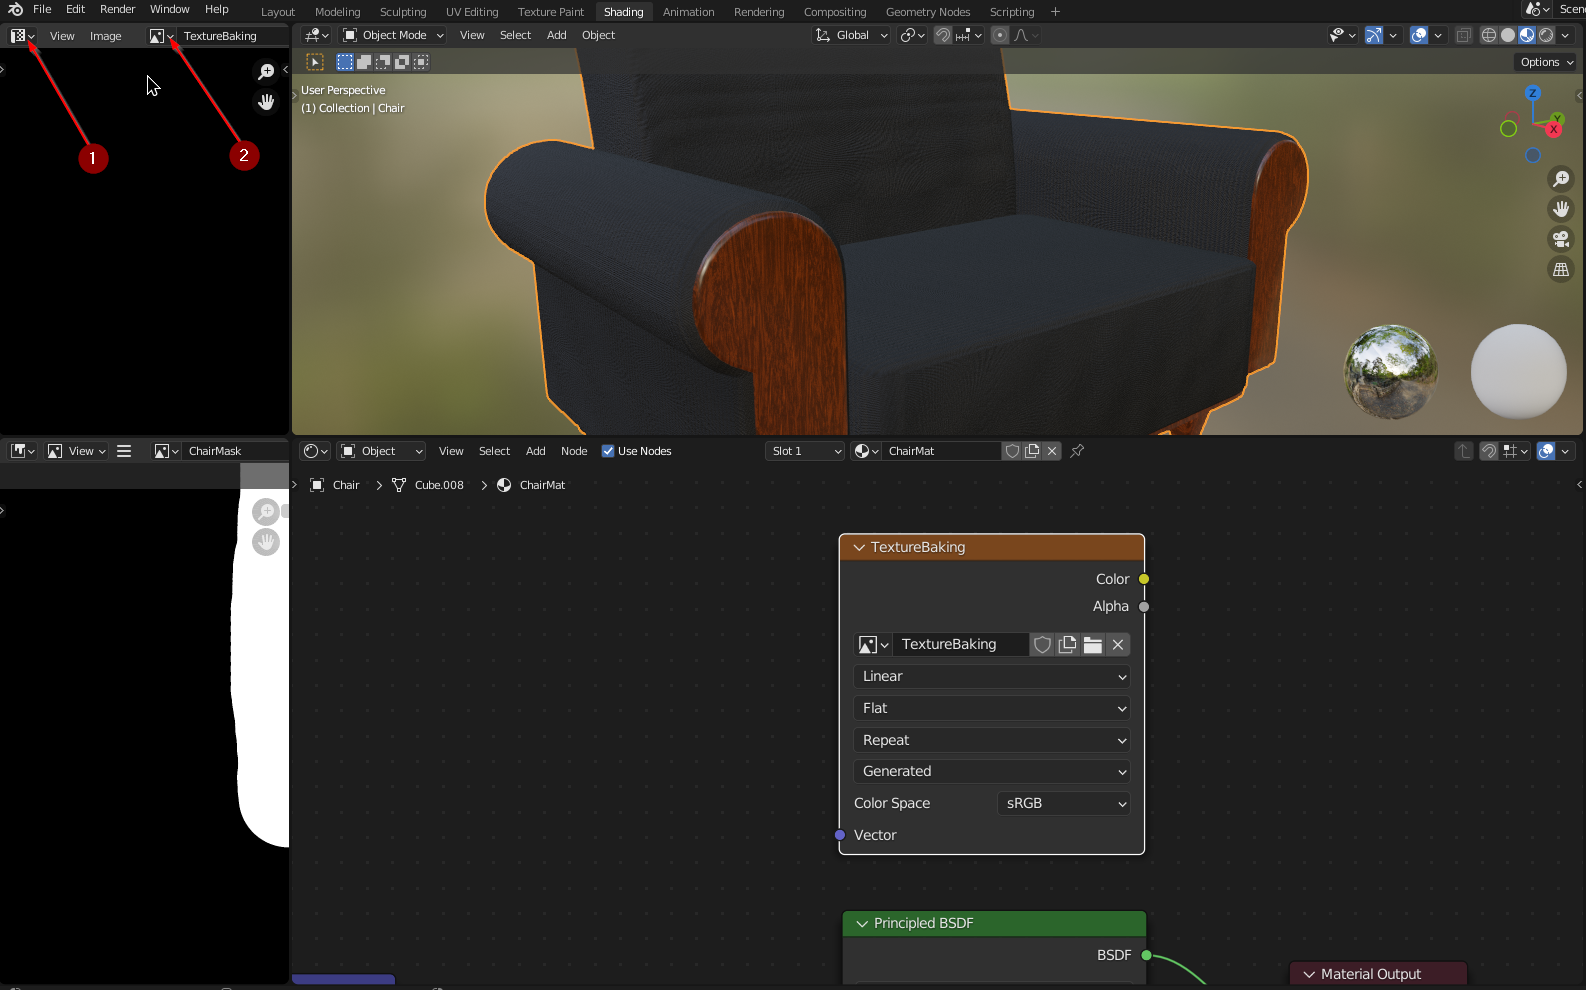 File Edit Render Window Help
Layout Modeling Sculpting UV Editing Texture Paint Shading Animation Rendering Compositing Geometry Nodes Scripting +
Scen
View Image TextureBaking
Object Mode View Select Add Object Global
Options
User Perspective
(1) Collection | Chair
Z
Y
X
1
2
View ChairMask
Object View Select Add Node Use Nodes Slot 1 ChairMat
Chair > Cube.008 > ChairMat
TextureBaking
Color
Alpha
TextureBaking
Linear
Flat
Repeat
Generated
Color Space sRGB
Vector
Principled BSDF
BSDF
Material Output